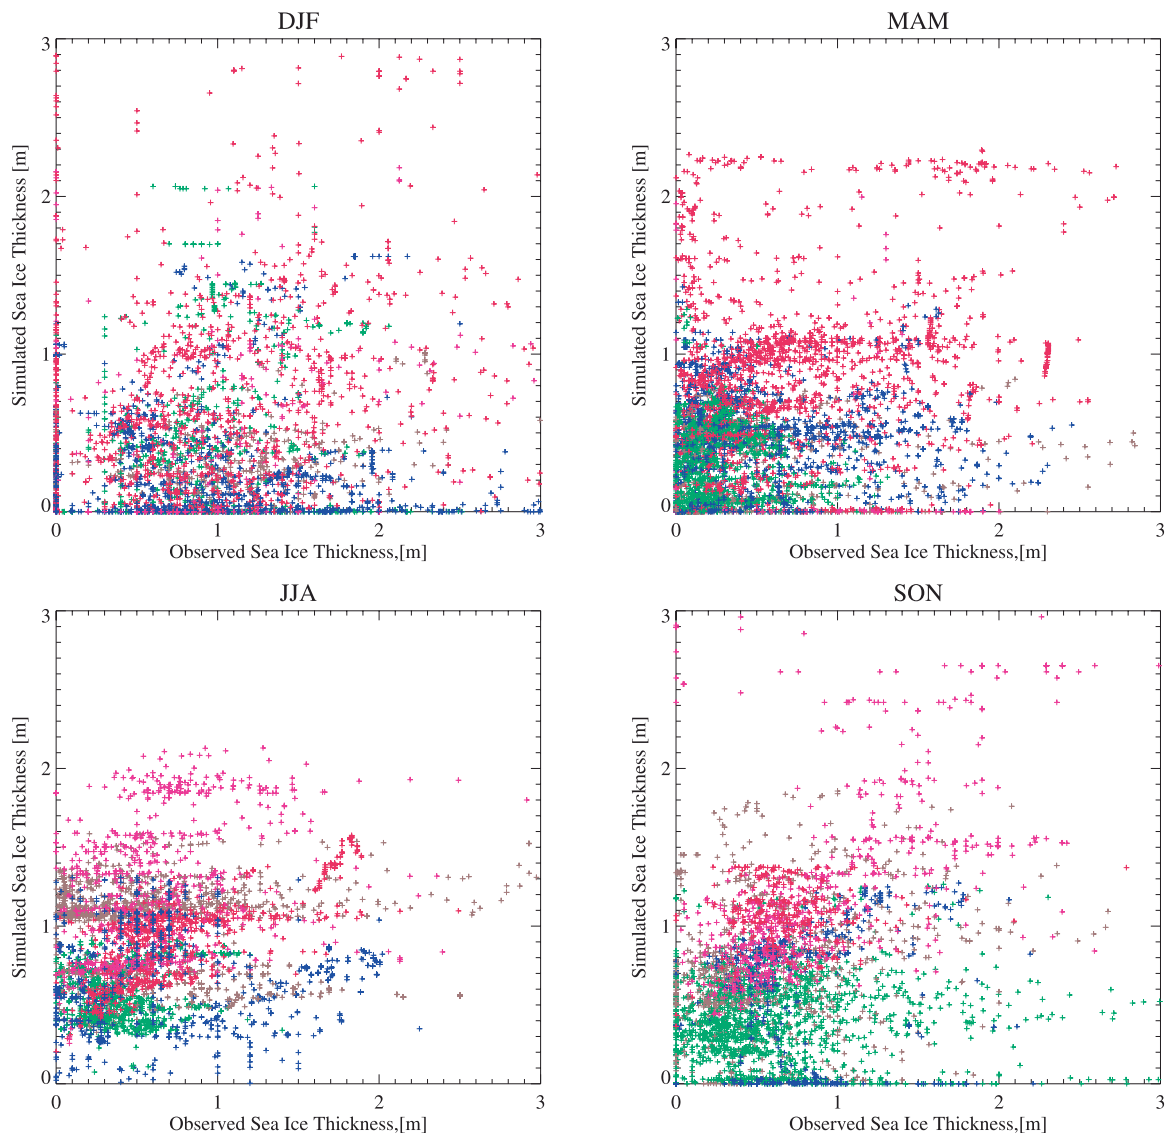 DJF
3
2
1
0
Simulated Sea Ice Thickness [m]
0 1 2 3
Observed Sea Ice Thickness,[m]
MAM
3
2
1
0
Simulated Sea Ice Thickness [m]
0 1 2 3
Observed Sea Ice Thickness,[m]
JJA
3
2
1
0
Simulated Sea Ice Thickness [m]
0 1 2 3
Observed Sea Ice Thickness,[m]
SON
3
2
1
0
Simulated Sea Ice Thickness [m]
0 1 2 3
Observed Sea Ice Thickness,[m]